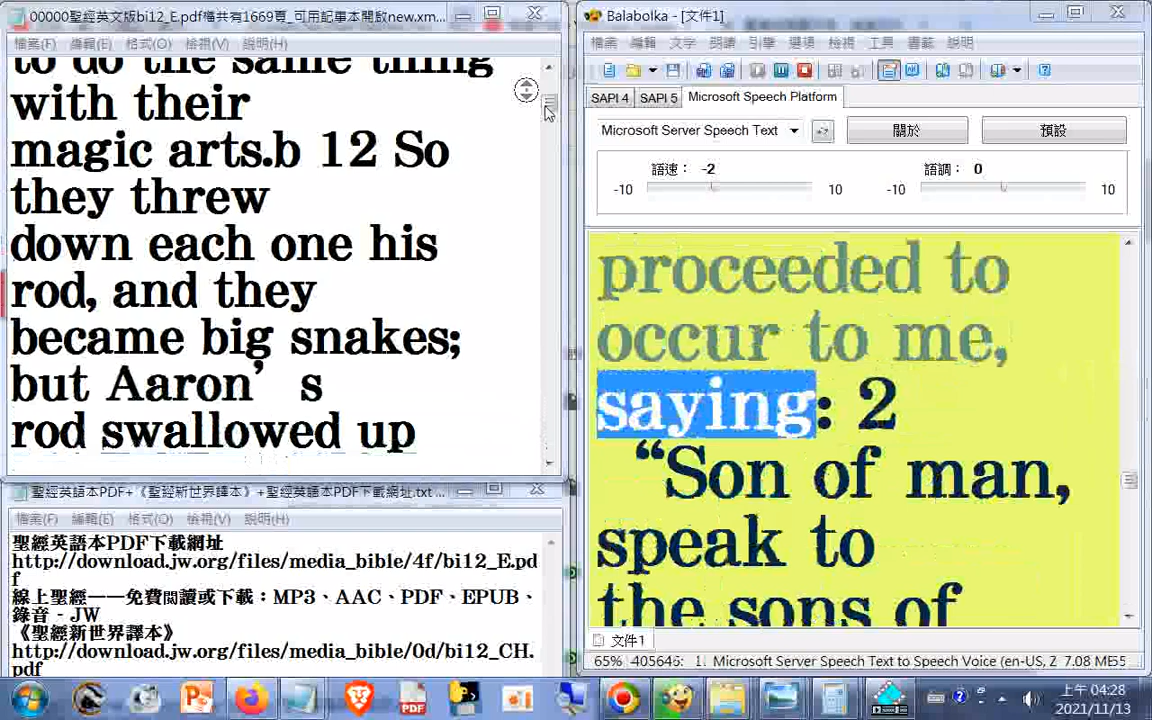 00000聖經英文版bi12_E.pdf檔共有1669頁_可用記事本開啟new.xm...
檔案(F) 編輯(E) 格式(O) 檢視(V) 說明(H)
to do the same thing
with their
magic arts.b 12 So
they threw
down each one his
rod, and they
became big snakes;
but Aaron’s
rod swallowed up
聖經英語本PDF+《聖經新世界譯本》+聖經英語本PDF下載網址.txt ...
檔案(F) 編輯(E) 格式(O) 檢視(V) 說明(H)
聖經英語本PDF下載網址
http://download.jw.org/files/media_bible/4f/bi12_E.pd
f
線上聖經——免費閱讀或下載：MP3、AAC、PDF、EPUB、
錄音 - JW
《聖經新世界譯本》
http://download.jw.org/files/media_bible/0d/bi12_CH.
pdf
Balabolka - [文件1]
檔案 編輯 文字 朗讀 引擎 選項 檢視 工具 書籤 說明
SAPI 4 SAPI 5 Microsoft Speech Platform
Microsoft Server Speech Text 關於 預設
語速： -2 語調： 0
-10 10 -10 10
proceeded to
occur to me,
saying: 2
“Son of man,
speak to
the sons of
文件1
65% 405646: 1. Microsoft Server Speech Text to Speech Voice (en-US, 2 7.08 MB
上午 04:28
2021/11/13